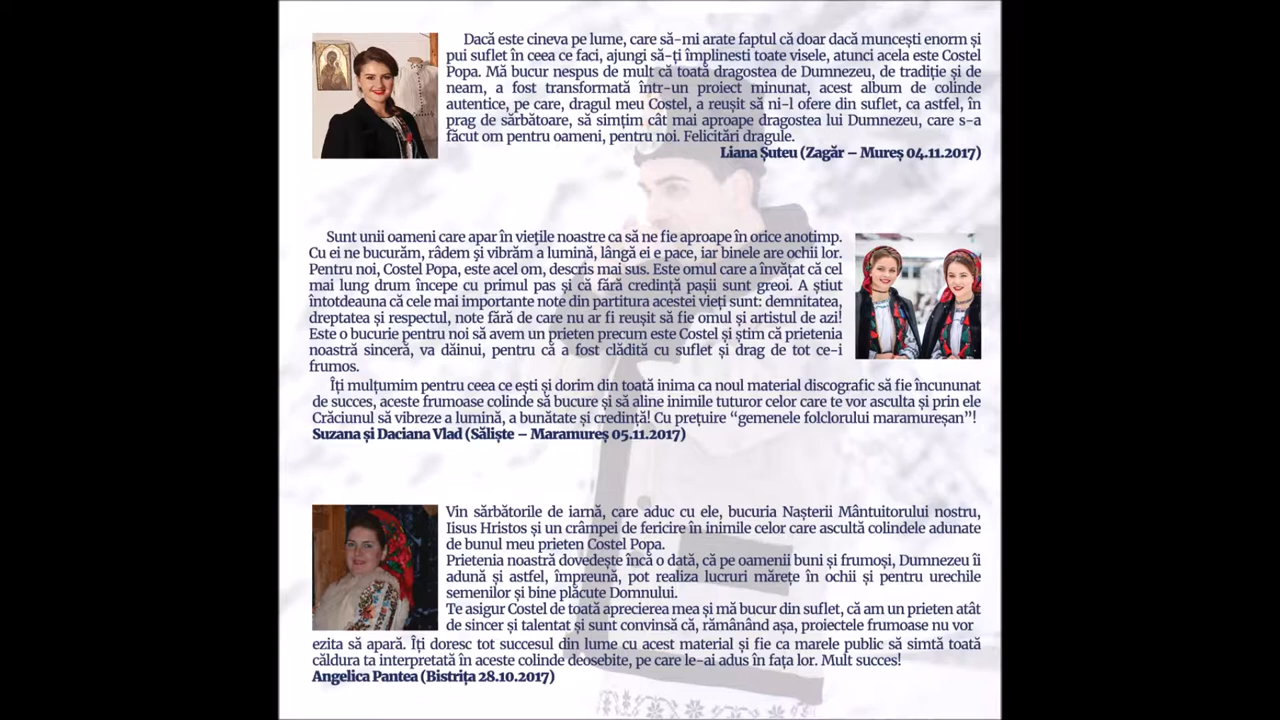 Dacă este cineva pe lume, care să-mi arate faptul că doar dacă muncești enorm și
pui suflet în ceea ce faci, ajungi să-ți împlinesti toate visele, atunci acela este Costel
Popa. Mă bucur nespus de mult că toată dragostea de Dumnezeu, de tradiție și de
neam, a fost transformată într-un proiect minunat, acest album de colinde
autentice, pe care, dragul meu Costel, a reușit să ni-l ofere din suflet, ca astfel, în
prag de sărbătoare, să simțim cât mai aproape dragostea lui Dumnezeu, care s-a
făcut om pentru oameni, pentru noi. Felicitări dragule.
Liana Șuteu (Zagăr – Mureș 04.11.2017)
Sunt unii oameni care apar în viețile noastre ca să ne fie aproape în orice anotimp.
Cu ei ne bucurăm, râdem și vibrăm a lumină, lângă ei e pace, iar binele are ochii lor.
Pentru noi, Costel Popa, este acel om, descris mai sus. Este omul care a învățat că cel
mai lung drum începe cu primul pas și că fără credință pașii sunt greoi. A știut
întotdeauna că cele mai importante note din partitura acestei vieți sunt: demnitatea,
dreptatea și respectul, note fără de care nu ar fi reușit să fie omul și artistul de azi!
Este o bucurie pentru noi să avem un prieten precum este Costel și știm că prietenia
noastră sinceră, va dăinui, pentru că a fost clădită cu suflet și drag de tot ce-i
frumos.
Îți mulțumim pentru ceea ce ești și dorim din toată inima ca noul material discografic să fie încununat
de succes, aceste frumoase colinde să bucure și să aline inimile tuturor celor care te vor asculta și prin ele
Crăciunul să vibreze a lumină, a bunătate și credință! Cu prețuire “gemenele folclorului maramureșan”!
Suzana și Daciana Vlad (Săliște – Maramureș 05.11.2017)
Vin sărbătorile de iarnă, care aduc cu ele, bucuria Nașterii Mântuitorului nostru,
Iisus Hristos și un crâmpei de fericire în inimile celor care ascultă colindele adunate
de bunul meu prieten Costel Popa.
Prietenia noastră dovedește încă o dată, că pe oamenii buni și frumoși, Dumnezeu îi
adună și astfel, împreună, pot realiza lucruri mărețe în ochii și pentru urechile
semenilor și bine plăcute Domnului.
Te asigur Costel de toată aprecierea mea și mă bucur din suflet, că am un prieten atât
de sincer și talentat și sunt convinsă că, rămânând așa, proiectele frumoase nu vor
ezita să apară. Îți doresc tot succesul din lume cu acest material și fie ca marele public să simtă toată
căldura ta interpretată în aceste colinde deosebite, pe care le-ai adus în fața lor. Mult succes!
Angelica Pantea (Bistrița 28.10.2017)